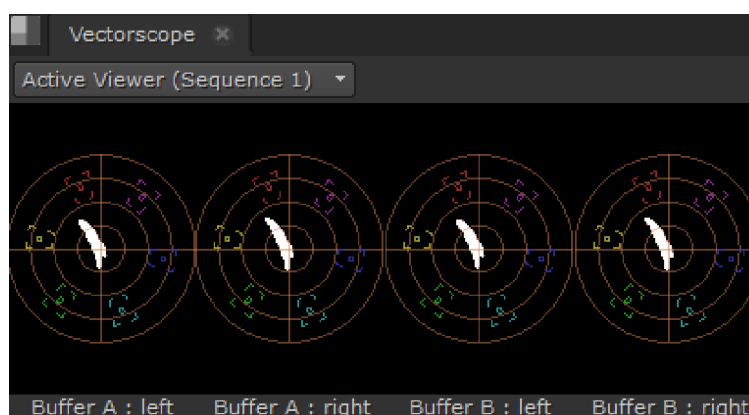 Vectorscope
Active Viewer (Sequence 1)
Buffer A : left Buffer A : right Buffer B : left Buffer B : right